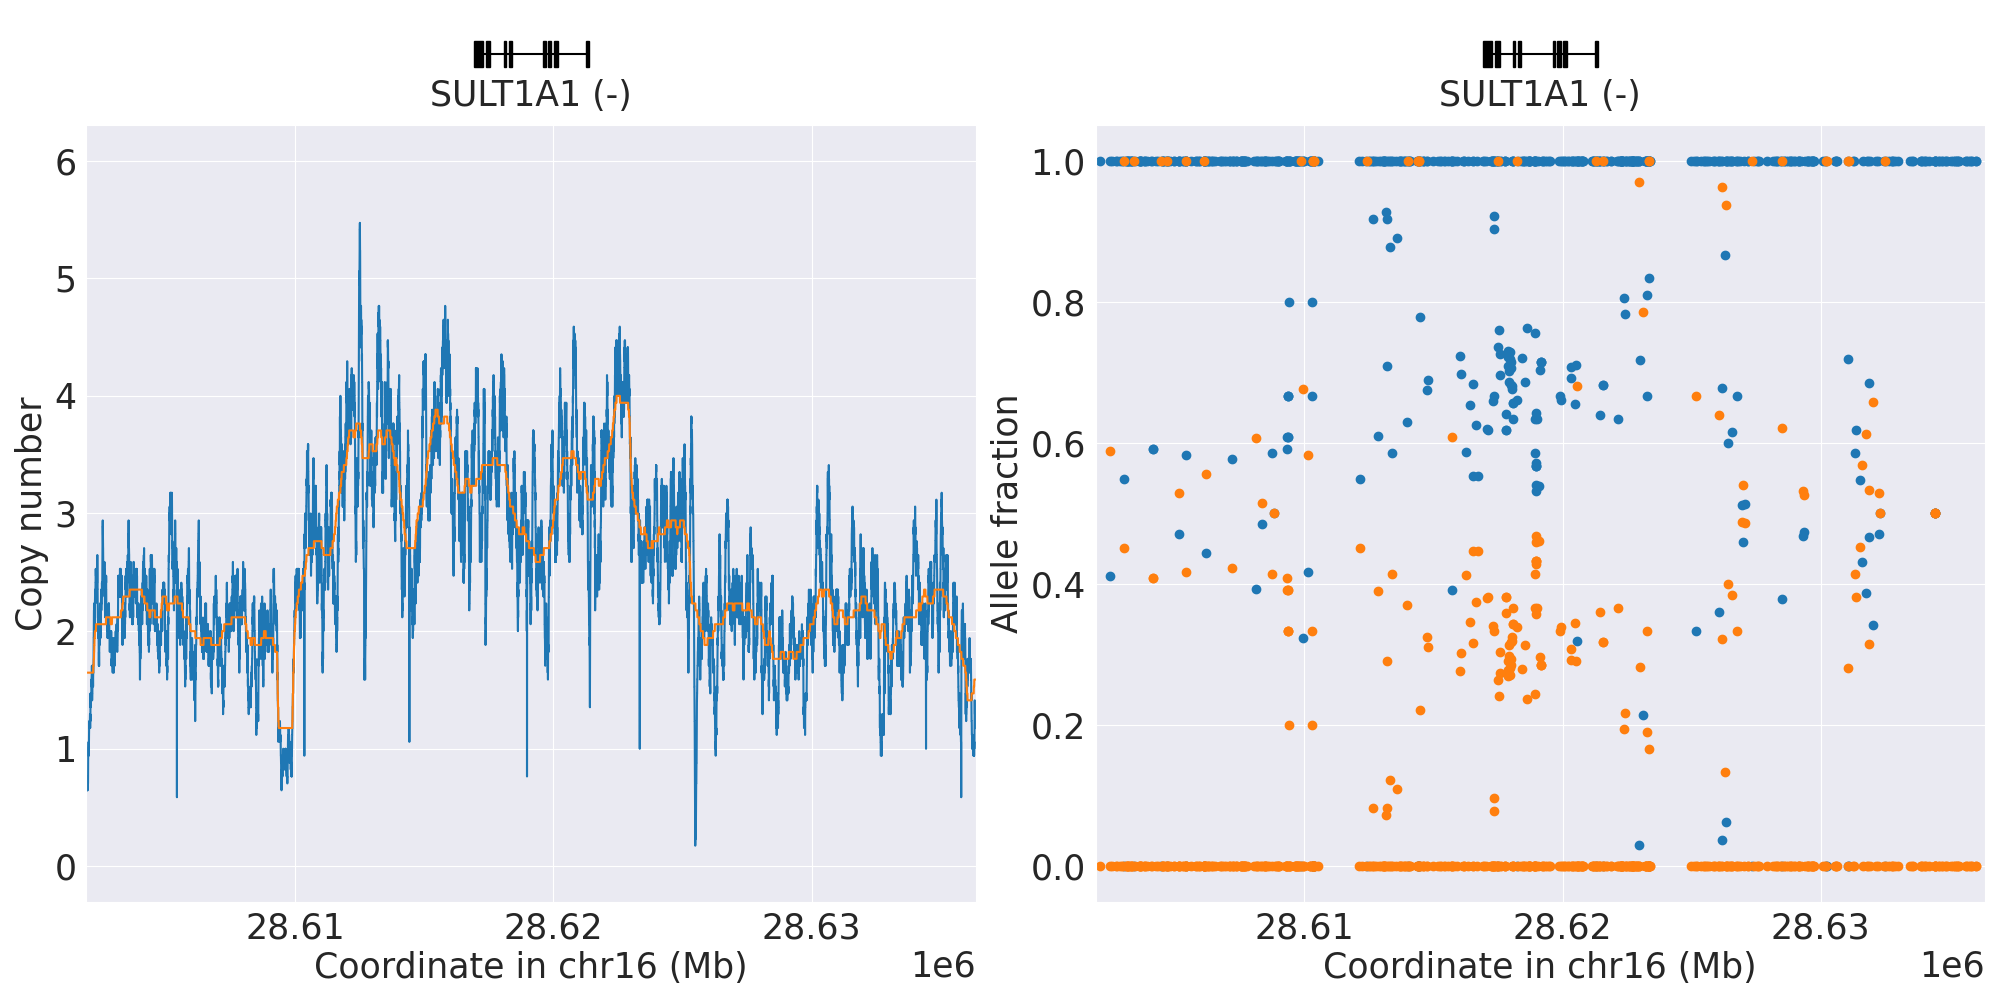 SULT1A1 (-)
SULT1A1 (-)
Copy number
6
5
4
3
2
1
0
28.61
28.62
28.63
Coordinate in chr16 (Mb)
1e6
Allele fraction
1.0
0.8
0.6
0.4
0.2
0.0
28.61
28.62
28.63
Coordinate in chr16 (Mb)
1e6